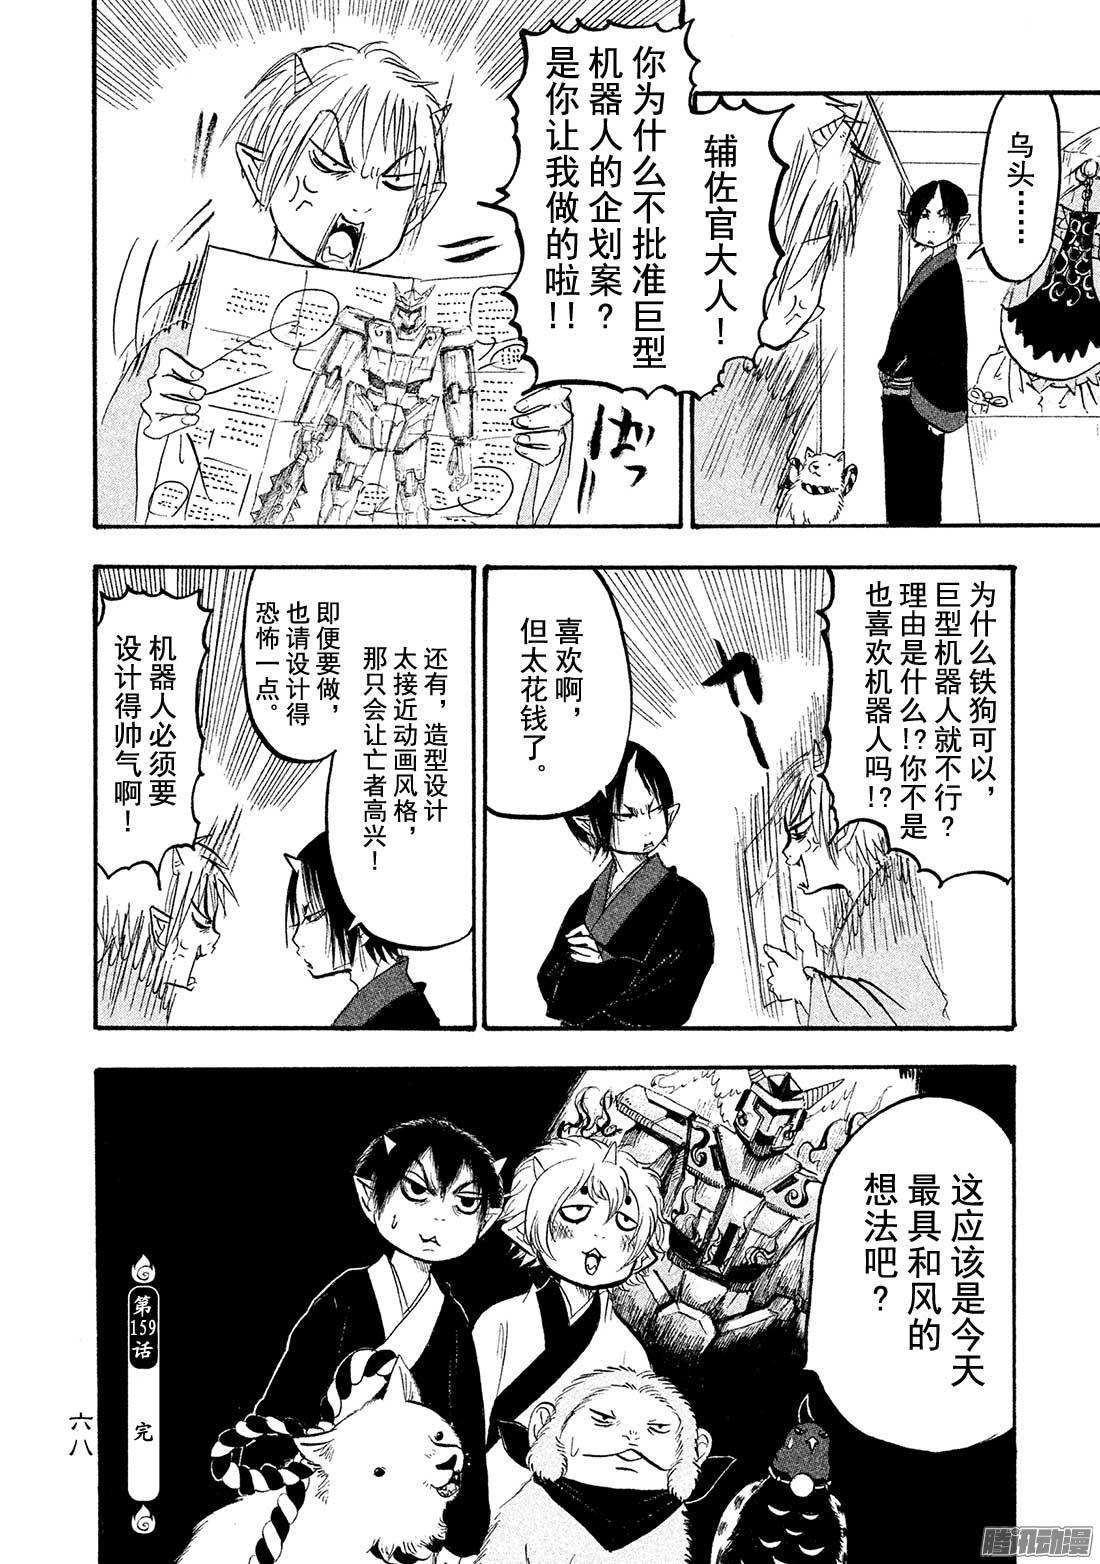 乌头……
辅佐官大人！
你为什么不批准巨型
机器人的企划案？
是你让我做的啦！！
ばっ
为什么铁狗可以，
巨型机器人就不行？
理由是什么！？你不是
也喜欢机器人吗！？
喜欢啊，
但太花钱了。
还有，造型设计
太接近动画风格，
那只会让亡者高兴！
即便要做，
也请设计得
恐怖一点。
机器人必须要
设计得帅气啊！
这应该是今天
最具和风的
想法吧？
第159话
完
六八
腾讯动漫